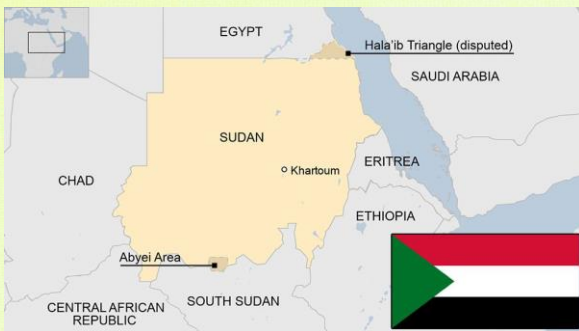 EGYPT
Hala'ib Triangle (disputed)
SAUDI ARABIA
SUDAN
Khartoum
ERITREA
CHAD
ETHIOPIA
Abyei Area
SOUTH SUDAN
CENTRAL AFRICAN
REPUBLIC